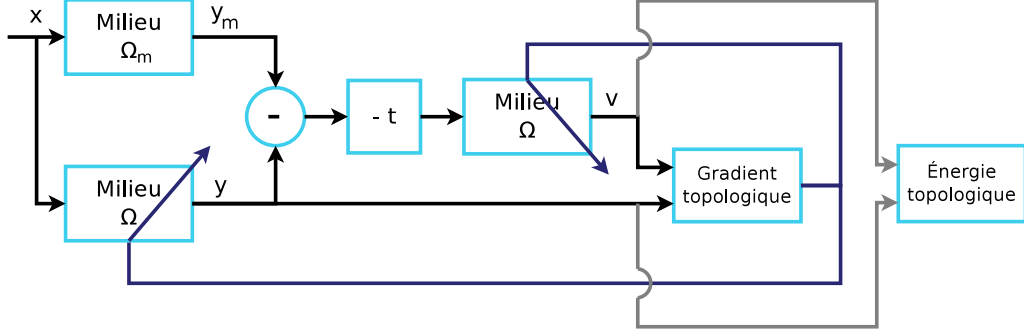 x
Milieu
Ωm
ym
-
- t
Milieu
Ω
v
Milieu
Ω
y
Gradient
topologique
Énergie
topologique